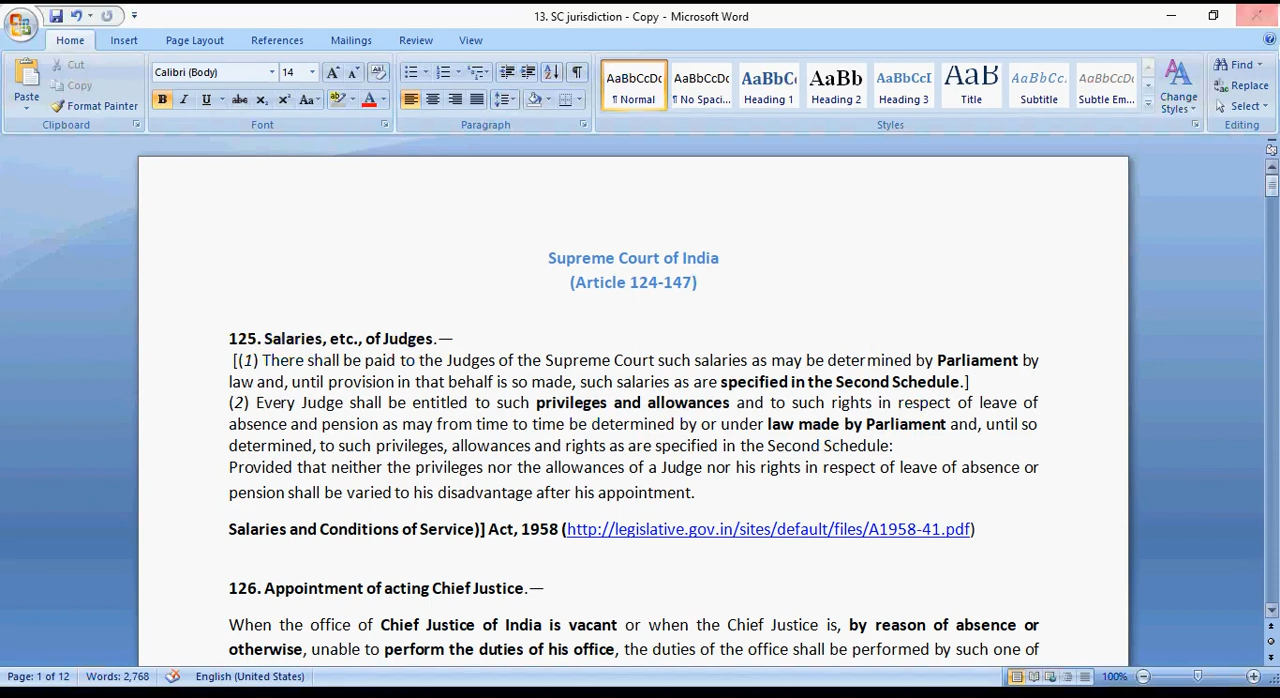 13. SC jurisdiction - Copy - Microsoft Word
Home Insert Page Layout References Mailings Review View
Paste
Cut
Copy
Format Painter
Clipboard
Calibri (Body) 14
Font
Paragraph
AaBbCcDc AaBbCcDc AaBbC AaBb AaBbCcI AaB AaBbCc. AaBbCcDc
¶ Normal ¶ No Spaci... Heading 1 Heading 2 Heading 3 Title Subtitle Subtle Em...
Change
Styles
Styles
Find
Replace
Select
Editing
Supreme Court of India
(Article 124-147)
125. Salaries, etc., of Judges.—
[(1) There shall be paid to the Judges of the Supreme Court such salaries as may be determined by Parliament by
law and, until provision in that behalf is so made, such salaries as are specified in the Second Schedule.]
(2) Every Judge shall be entitled to such privileges and allowances and to such rights in respect of leave of
absence and pension as may from time to time be determined by or under law made by Parliament and, until so
determined, to such privileges, allowances and rights as are specified in the Second Schedule:
Provided that neither the privileges nor the allowances of a Judge nor his rights in respect of leave of absence or
pension shall be varied to his disadvantage after his appointment.
Salaries and Conditions of Service)] Act, 1958 (http://legislative.gov.in/sites/default/files/A1958-41.pdf)
126. Appointment of acting Chief Justice.—
When the office of Chief Justice of India is vacant or when the Chief Justice is, by reason of absence or
otherwise, unable to perform the duties of his office, the duties of the office shall be performed by such one of
Page: 1 of 12 Words: 2,768 English (United States) 100%